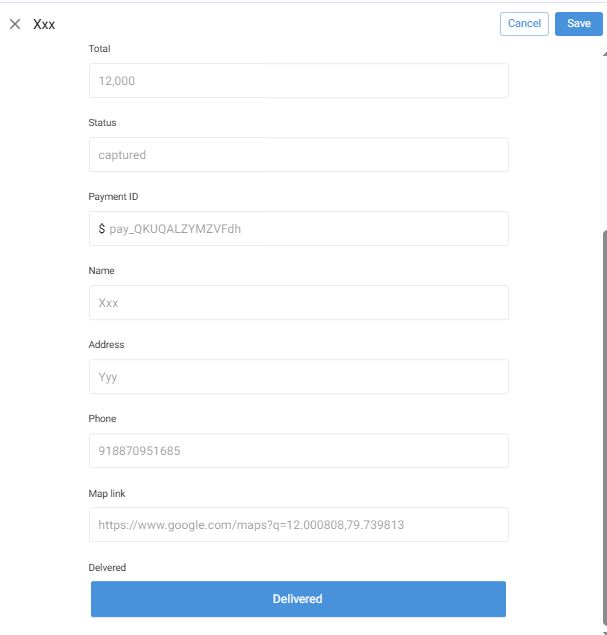 Xxx
Cancel
Save
Total
12,000
Status
captured
Payment ID
$ pay_QKUQALZYMZVFdh
Name
Xxx
Address
Yyy
Phone
918870951685
Map link
https://www.google.com/maps?q=12.000808,79.739813
Delvered
Delivered